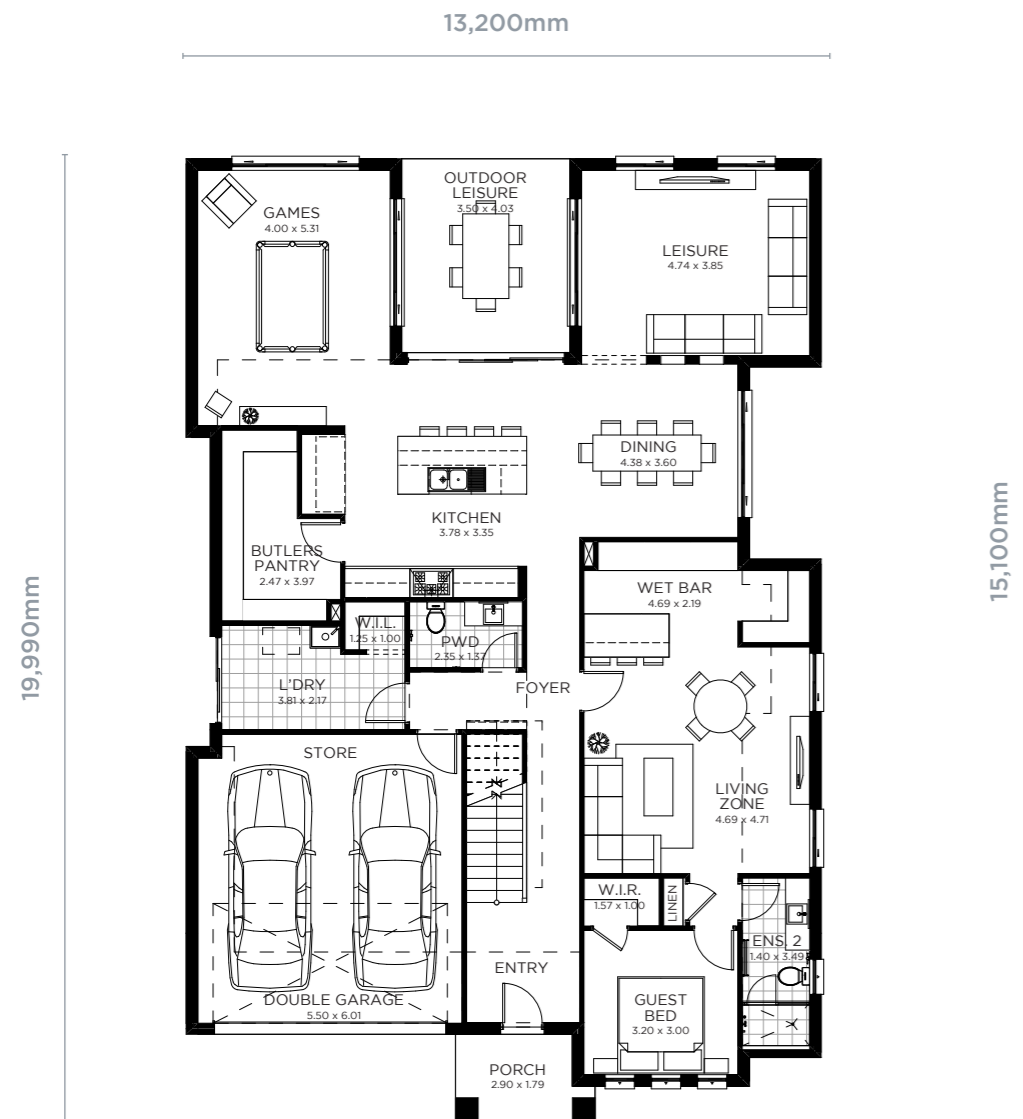 13,200mm
OUTDOOR
LEISURE
3.50 x 4.03
GAMES
4.00 x 5.31
LEISURE
4.74 x 3.85
DINING
4.38 x 3.60
KITCHEN
3.78 x 3.35
BUTLERS
PANTRY
2.47 x 3.97
WET BAR
4.69 x 2.19
15,100mm
19,990mm
W.I.L.
1.25 x 1.00
PWD
2.35 x 1.37
L'DRY
3.81 x 2.17
FOYER
STORE
LIVING
ZONE
4.69 x 4.71
W.I.R.
1.57 x 1.00
LINEN
ENS. 2
1.40 x 3.49
ENTRY
DOUBLE GARAGE
5.50 x 6.01
GUEST
BED
3.20 x 3.00
PORCH
2.90 x 1.79